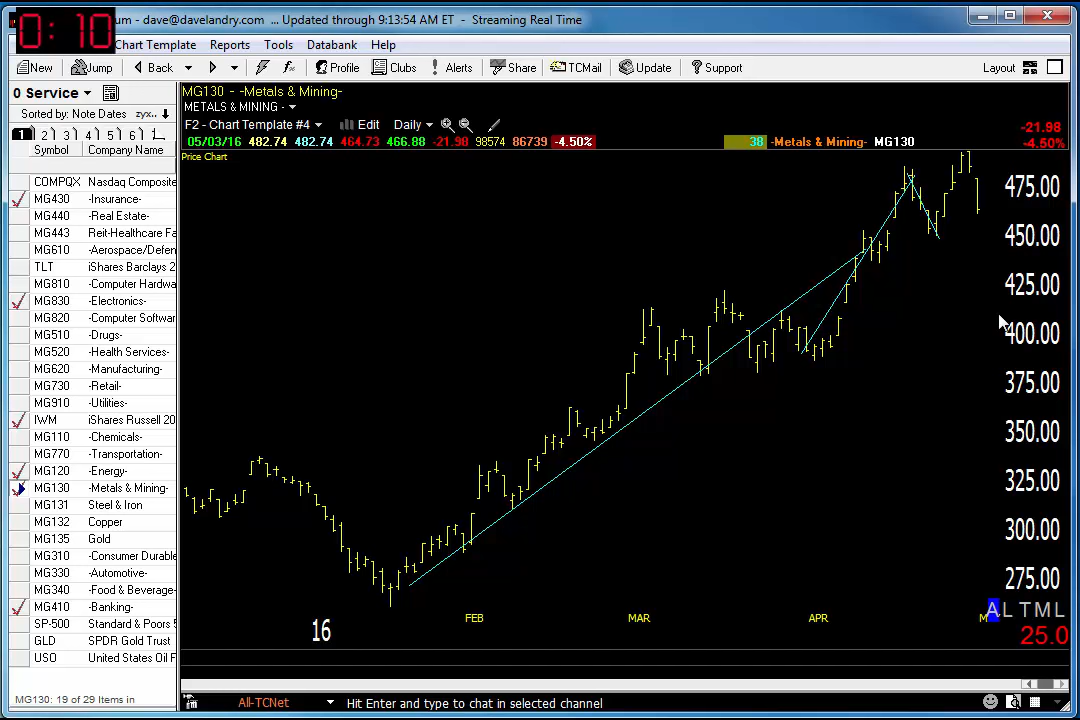 0:10
um - dave@davelandry.com ... Updated through 9:13:54 AM ET - Streaming Real Time
Chart Template Reports Tools Databank Help
New Jump Back Profile Clubs Alerts Share TCMail Update Support Layout
0 Service
Sorted by: Note Dates zyx..
1 2 3 4 5 6
Symbol Company Name
COMPQX Nasdaq Composite
MG430 -Insurance-
MG440 -Real Estate-
MG443 Reit-Healthcare Fa
MG610 -Aerospace/Defen
TLT iShares Barclays 2
MG810 -Computer Hardwa
MG830 -Electronics-
MG820 -Computer Softwar
MG510 -Drugs-
MG520 -Health Services-
MG620 -Manufacturing-
MG730 -Retail-
MG910 -Utilities-
IWM iShares Russell 20
MG110 -Chemicals-
MG770 -Transportation-
MG120 -Energy-
MG130 -Metals & Mining-
MG131 Steel & Iron
MG132 Copper
MG135 Gold
MG310 -Consumer Durable
MG330 -Automotive-
MG340 -Food & Beverage-
MG410 -Banking-
SP-500 Standard & Poors 5
GLD SPDR Gold Trust
USO United States Oil F
MG130: 19 of 29 Items in
MG130 - -Metals & Mining-
METALS & MINING -
F2 - Chart Template #4 Edit Daily
05/03/16 482.74 482.74 464.73 466.88 -21.98 98574 86739 -4.50% 38 -Metals & Mining- MG130
-21.98
-4.50%
Price Chart
475.00
450.00
425.00
400.00
375.00
350.00
325.00
300.00
275.00
A L T M L
16 FEB MAR APR M
25.0
All-TCNet Hit Enter and type to chat in selected channel